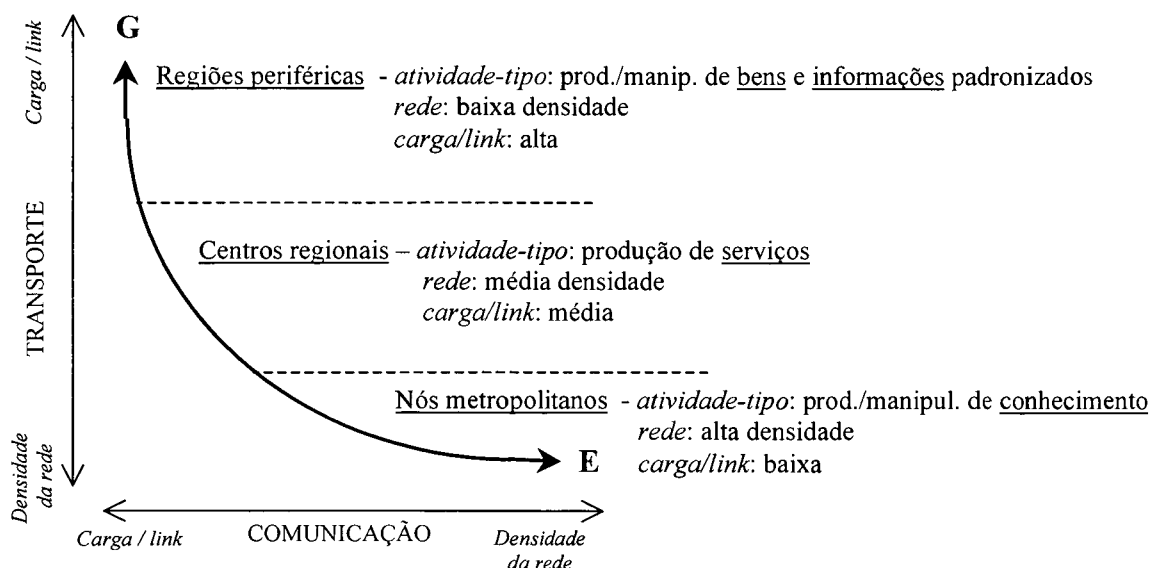 G
Carga / link
Regiões periféricas - atividade-tipo: prod./manip. de bens e informações padronizados
rede: baixa densidade
carga/link: alta
TRANSPORTE
Centros regionais – atividade-tipo: produção de serviços
rede: média densidade
carga/link: média
Nós metropolitanos - atividade-tipo: prod./manipul. de conhecimento
rede: alta densidade
carga/link: baixa
E
Densidade
da rede
Carga / link
COMUNICAÇÃO
Densidade
da rede